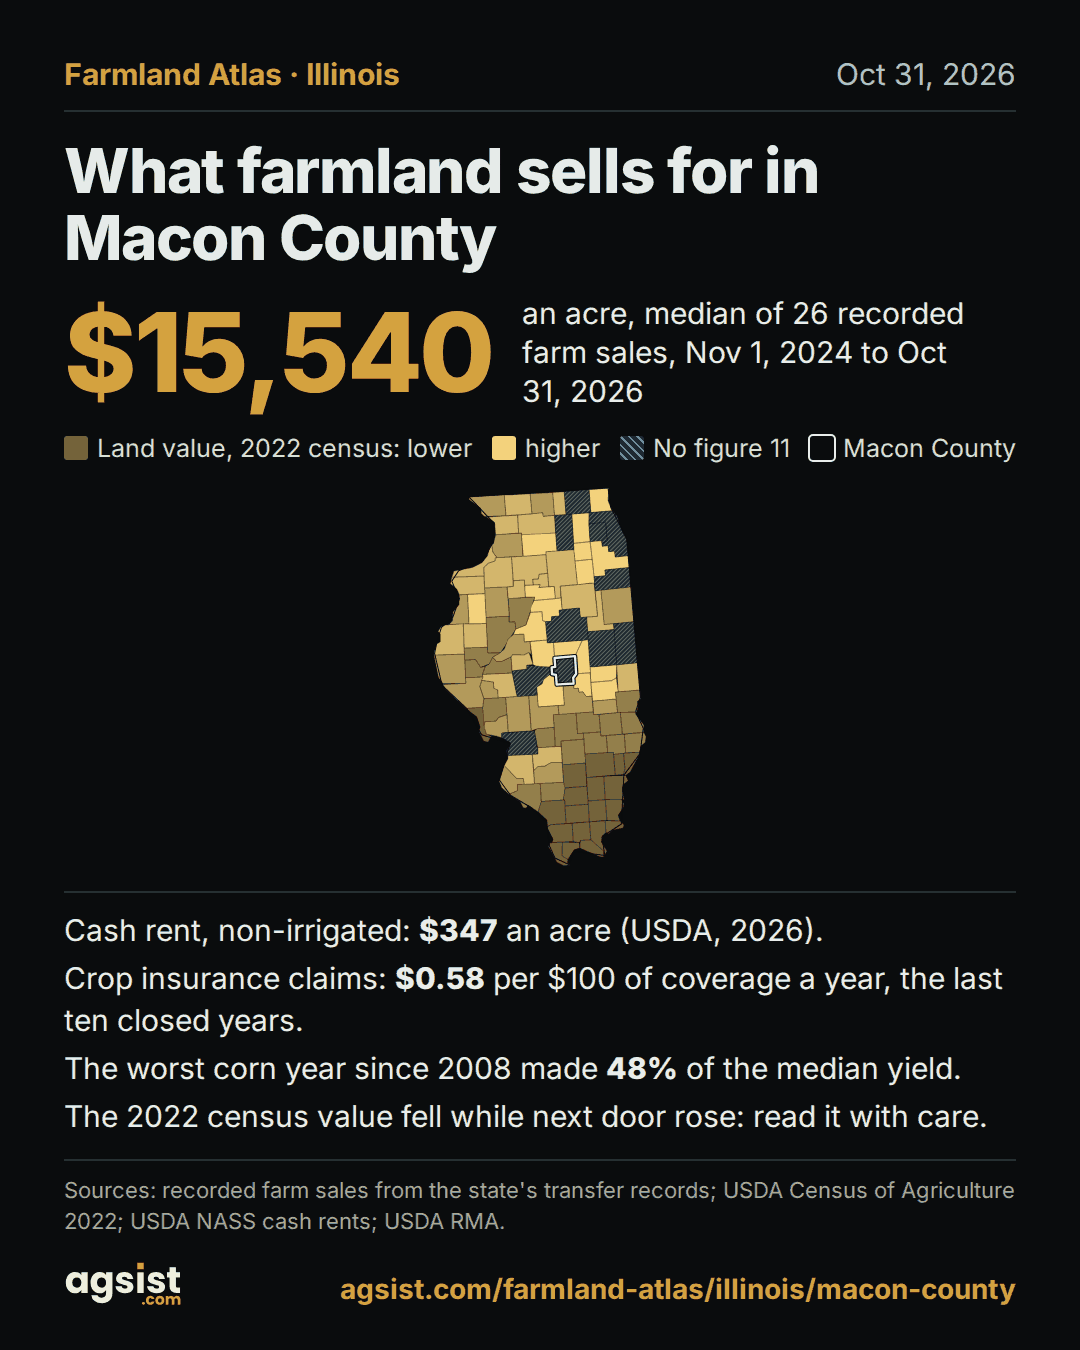 Farmland Atlas · Illinois
Oct 31, 2026
What farmland sells for in
Macon County
$15,540
an acre, median of 26 recorded
farm sales, Nov 1, 2024 to Oct
31, 2026
Land value, 2022 census: lower
higher
No figure 11
Macon County
Cash rent, non-irrigated: $347 an acre (USDA, 2026).
Crop insurance claims: $0.58 per $100 of coverage a year, the last
ten closed years.
The worst corn year since 2008 made 48% of the median yield.
The 2022 census value fell while next door rose: read it with care.
Sources: recorded farm sales from the state's transfer records; USDA Census of Agriculture
2022; USDA NASS cash rents; USDA RMA.
agsist
.com
agsist.com/farmland-atlas/illinois/macon-county